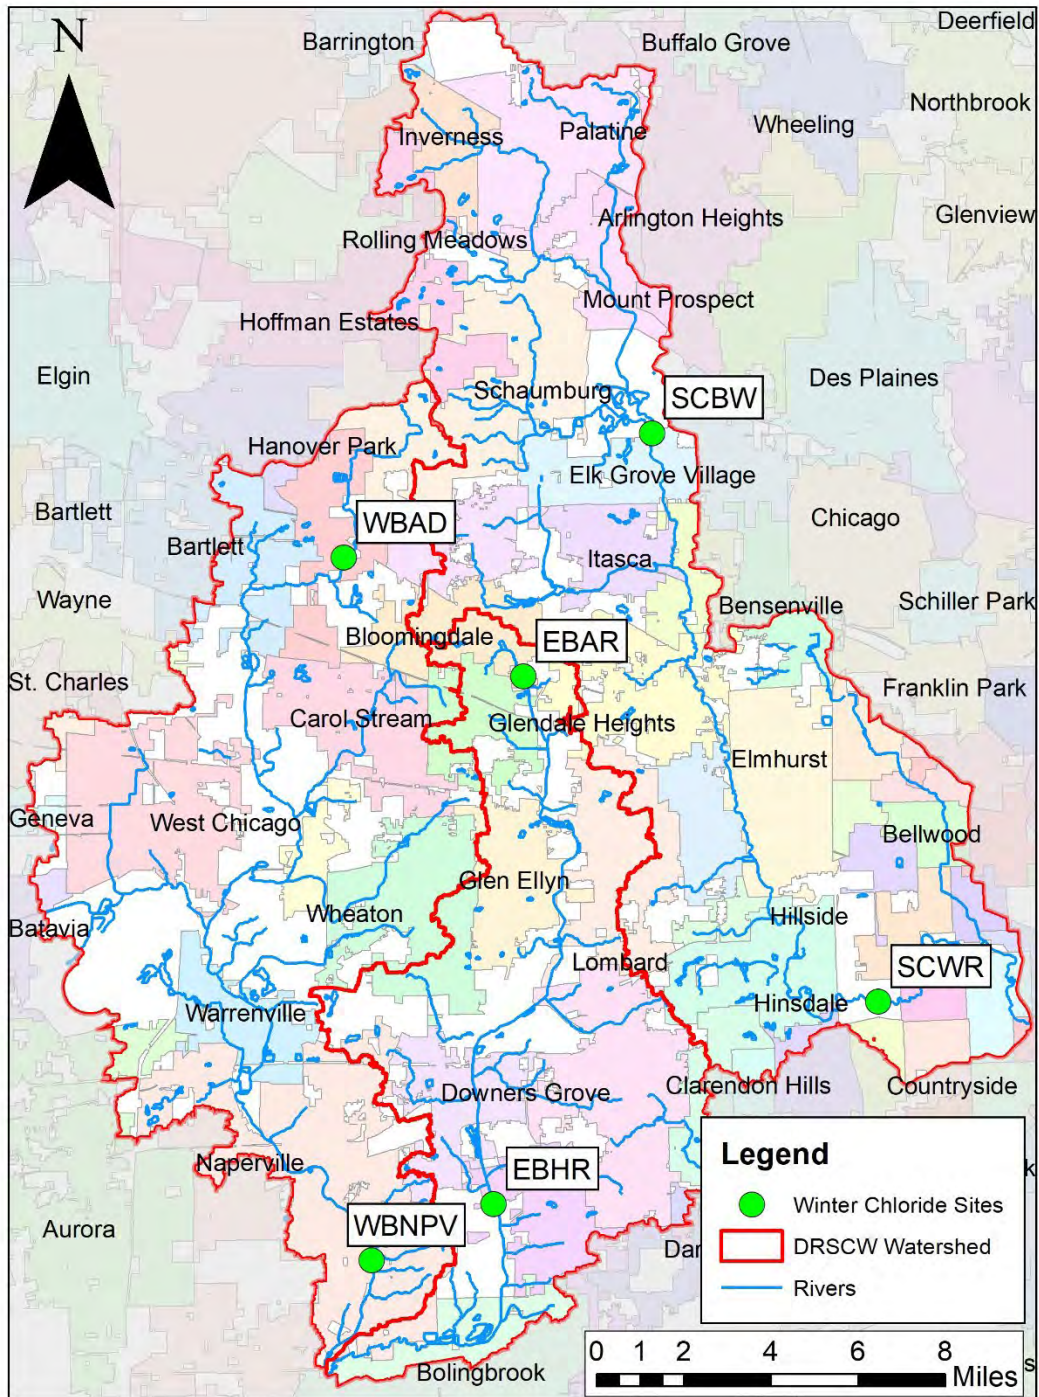 Deerfield
N
Barrington
Buffalo Grove
Northbrook
Wheeling
Inverness
Palatine
Arlington Heights
Glenview
Rolling Meadows
Mount Prospect
Hoffman Estates
Elgin
Des Plaines
Schaumburg
SCBW
Hanover Park
Elk Grove Village
Bartlett
WBAD
Chicago
Bartlett
Itasca
Wayne
Bensenville
Schiller Park
Bloomingdale
EBAR
St. Charles
Franklin Park
Carol Stream
Glendale Heights
Elmhurst
Geneva
West Chicago
Bellwood
Glen Ellyn
Wheaton
Hillside
Batavia
Lombard
SCWR
Warrenville
Hinsdale
Downers Grove
Clarendon Hills
Countryside
Naperville
EBHR
Legend
k
Winter Chloride Sites
Aurora
WBNPV
Dar
DRSCW Watershed
Rivers
0 1 2 4 6 8
Miles
s
Bolingbrook